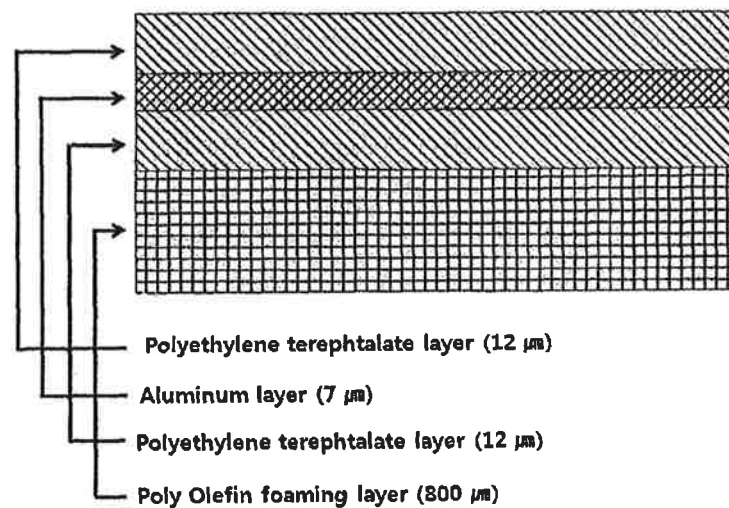 Polyethylene terephtalate layer (12 ㎛)
Aluminum layer (7 ㎛)
Polyethylene terephtalate layer (12 ㎛)
Poly Olefin foaming layer (800 ㎛)